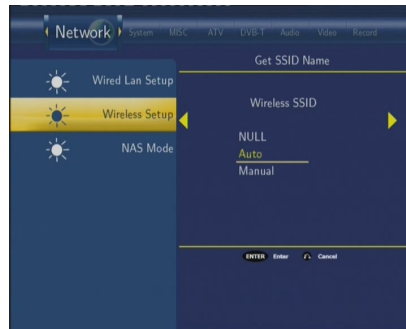 Network System MISC ATV DVB-T Audio Video Record
Get SSID Name
Wired Lan Setup
Wireless SSID
Wireless Setup
NULL
NAS Mode
Auto
Manual
ENTER Enter Cancel